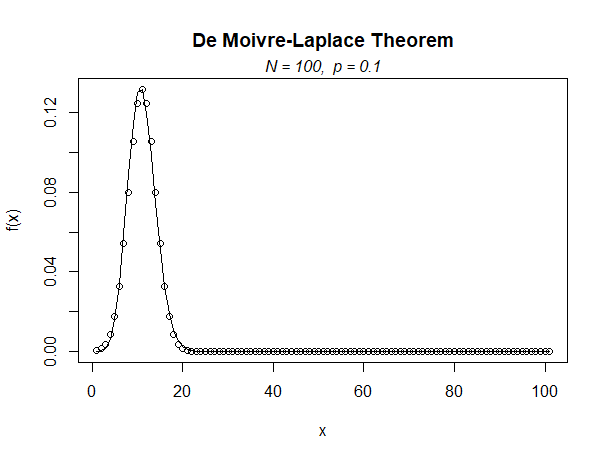 De Moivre-Laplace Theorem
N = 100, p = 0.1
0.12
0.08
0.04
0.00
f(x)
0 20 40 60 80 100
x